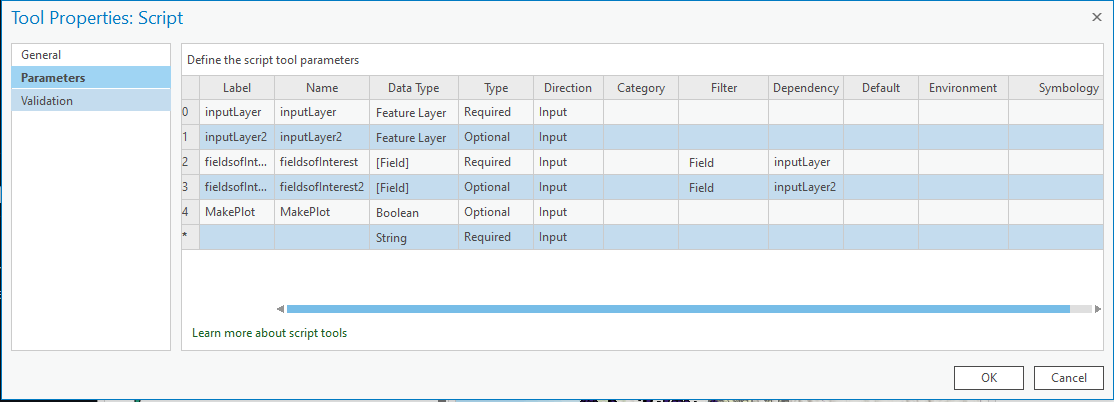 Tool Properties: Script
General
Parameters
Validation
Define the script tool parameters
Label Name Data Type Type Direction Category Filter Dependency Default Environment Symbology
0 inputLayer inputLayer Feature Layer Required Input
1 inputLayer2 inputLayer2 Feature Layer Optional Input
2 fieldsofInt... fieldsofInterest [Field] Required Input Field inputLayer
3 fieldsofInt... fieldsofInterest2 [Field] Optional Input Field inputLayer2
4 MakePlot MakePlot Boolean Optional Input
* String Required Input
Learn more about script tools
OK Cancel